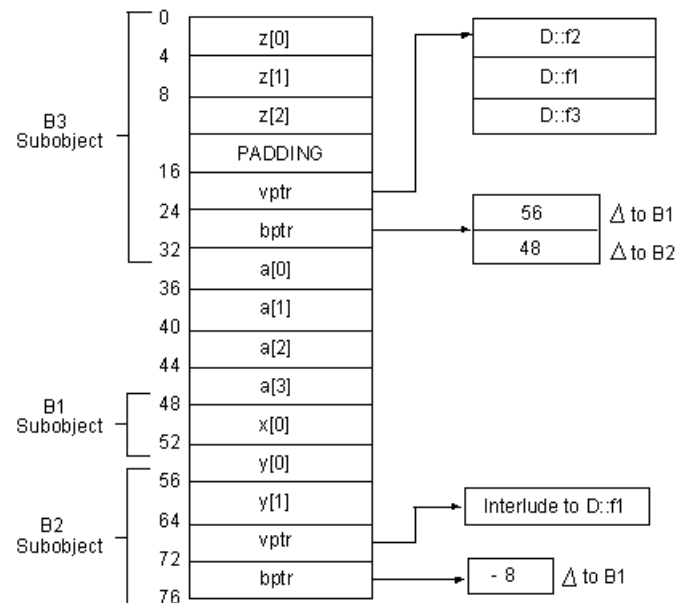 0
z[0]
D::f2
4
z[1]
D::f1
8
z[2]
D::f3
B3
Subobject
PADDING
16
vptr
24
56
Δ to B1
bptr
32
48
Δ to B2
a[0]
36
a[1]
40
a[2]
44
a[3]
B1
Subobject
48
x[0]
52
y[0]
56
y[1]
Interlude to D::f1
64
B2
Subobject
vptr
72
bptr
- 8
Δ to B1
76